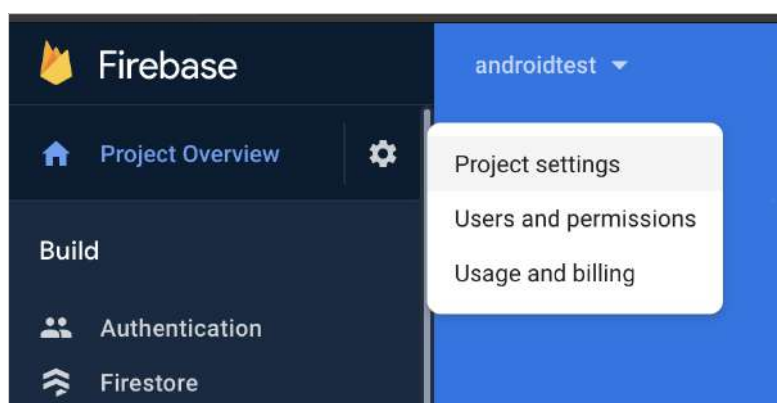 Firebase
androidtest
Project Overview
Project settings
Users and permissions
Usage and billing
Build
Authentication
Firestore